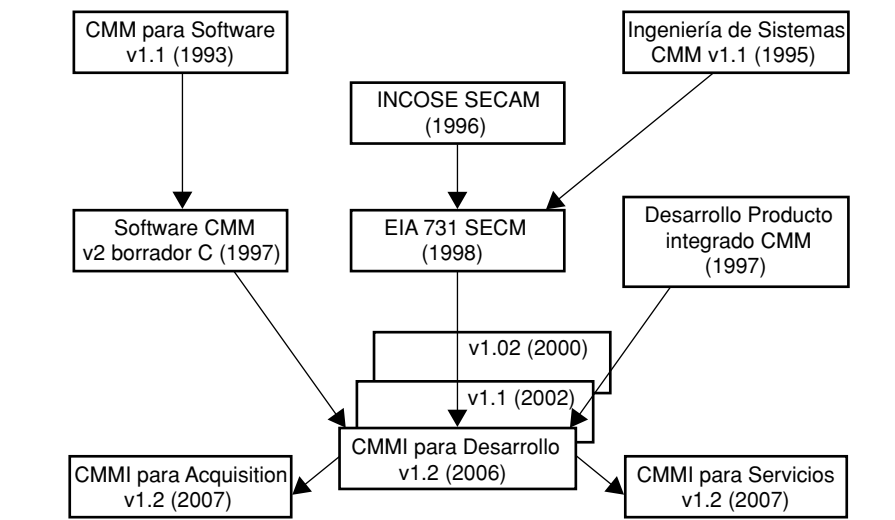 CMM para Software
v1.1 (1993)
Ingeniería de Sistemas
CMM v1.1 (1995)
INCOSE SECAM
(1996)
Software CMM
v2 borrador C (1997)
EIA 731 SECM
(1998)
Desarrollo Producto
integrado CMM
(1997)
v1.02 (2000)
v1.1 (2002)
CMMI para Desarrollo
v1.2 (2006)
CMMI para Acquisition
v1.2 (2007)
CMMI para Servicios
v1.2 (2007)